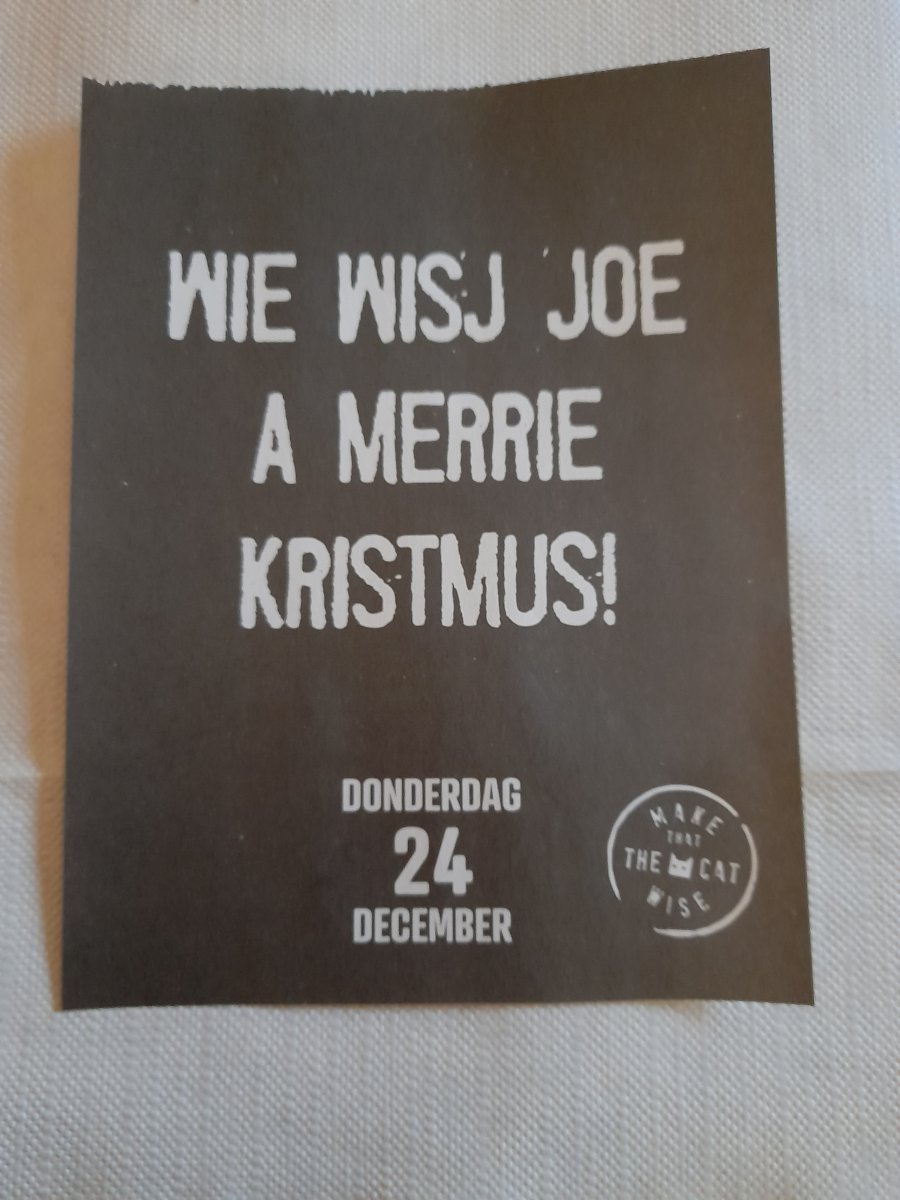 WIE WISJ JOE
A MERRIE
KRISTMUS!
DONDERDAG
24
DECEMBER
MAKE
THAT
THE CAT
WISE